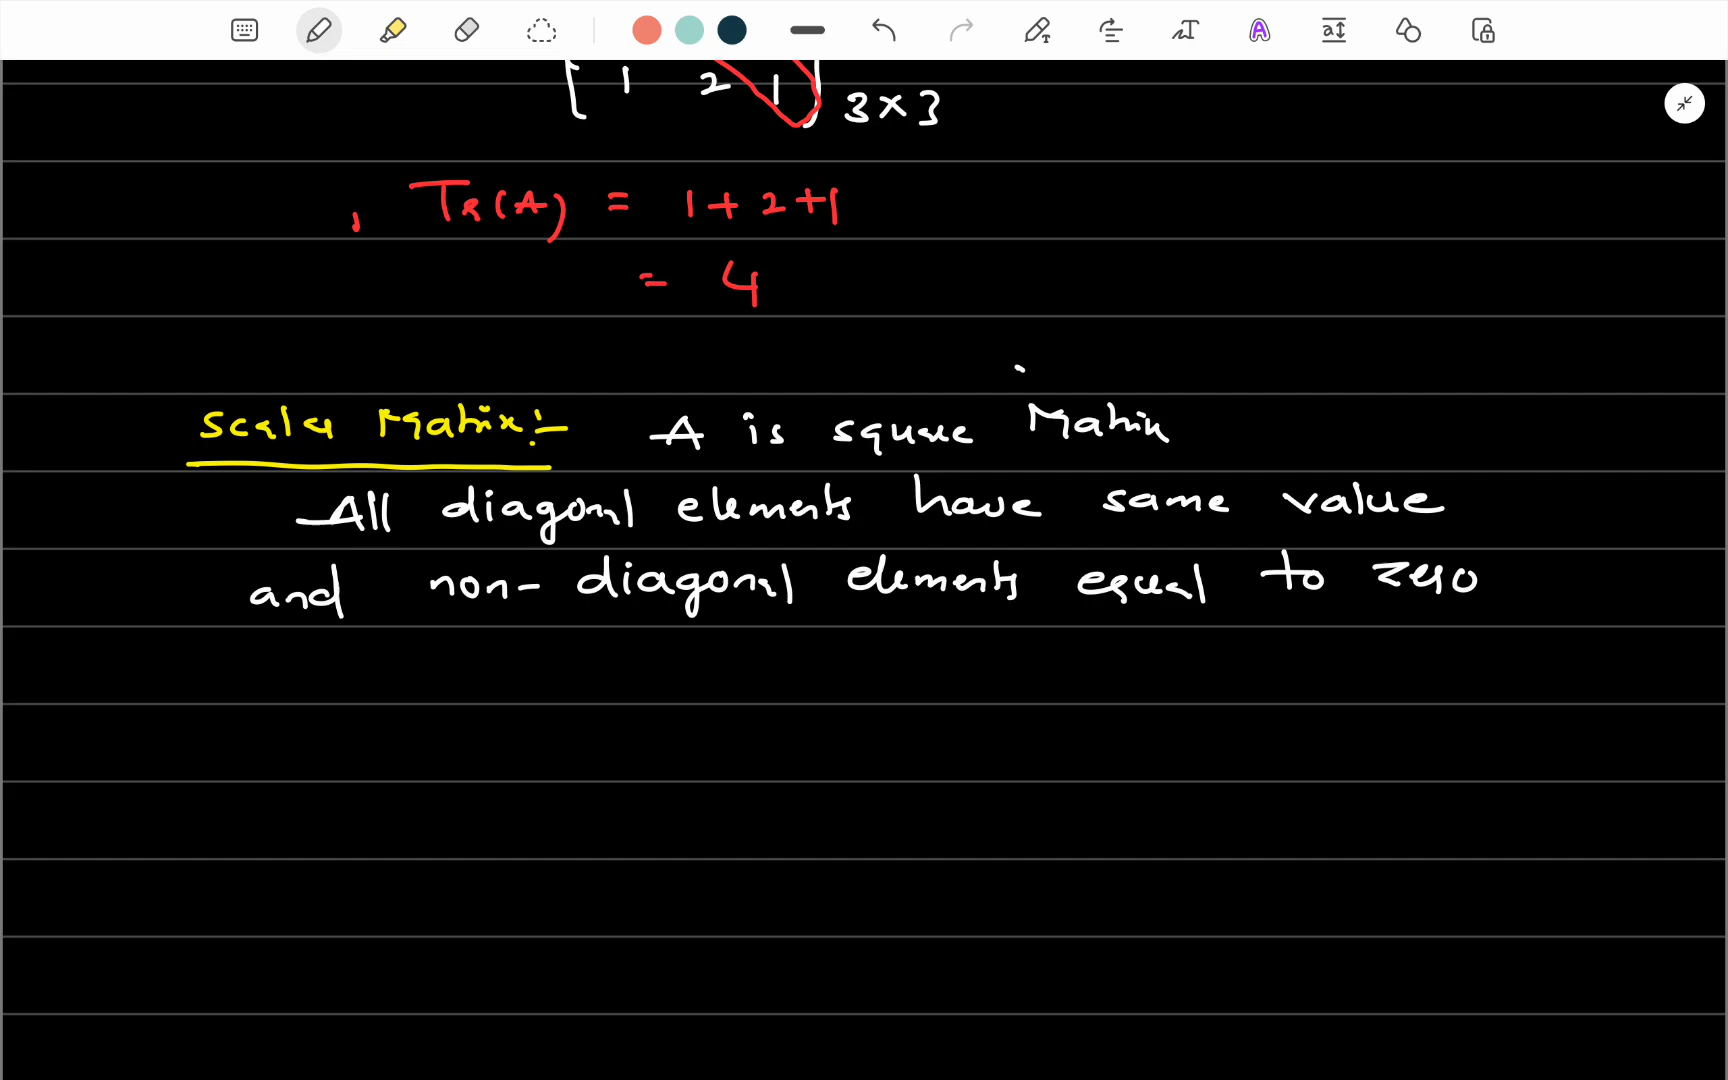 1 2 1 3×3
, Tr(A) = 1+2+1
= 4
Scalar Matrix:- A is square Matrix
All diagonal elements have same value
and non-diagonal elements equal to zero